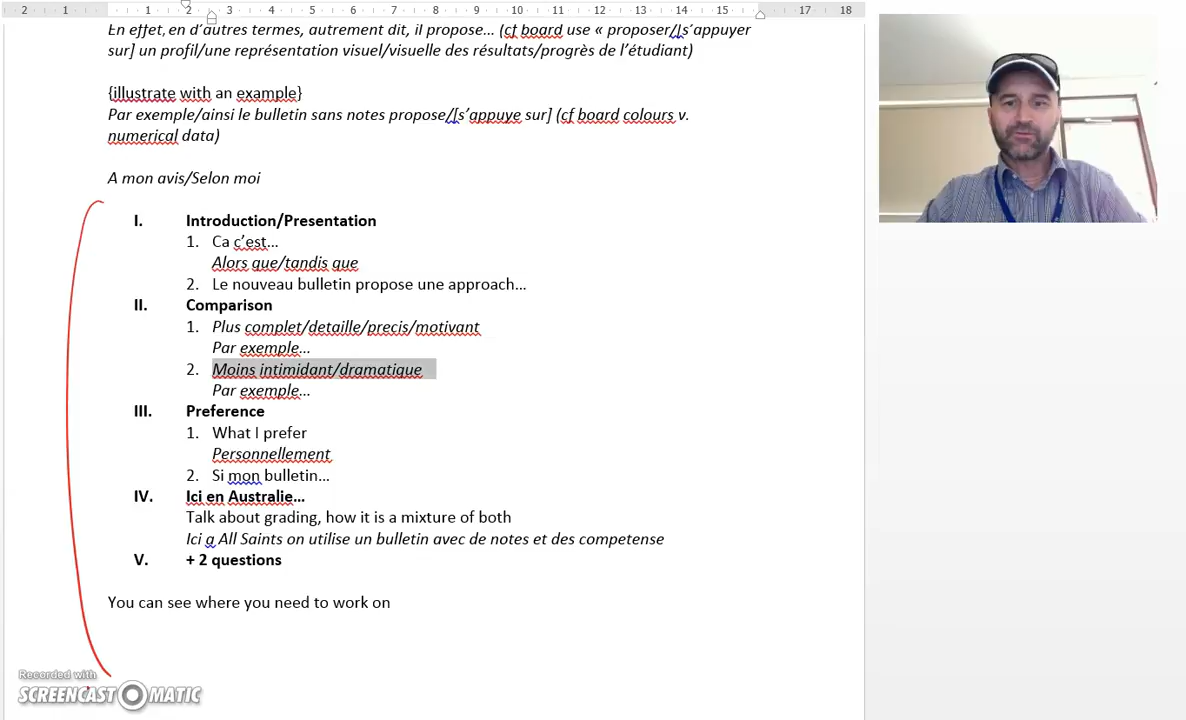 2 1 1 2 3 4 5 6 7 8 9 10 11 12 13 14 15 16 17 18
En effet, en d'autres termes, autrement dit, il propose... (cf board use « proposer/[s'appuyer
sur] un profil/une représentation visuel/visuelle des résultats/progrès de l'étudiant)
{illustrate with an example}
Par exemple/ainsi le bulletin sans notes propose/[s'appuye sur] (cf board colours v.
numerical data)
A mon avis/Selon moi
I. Introduction/Presentation
1. Ca c'est...
Alors que/tandis que
2. Le nouveau bulletin propose une approach...
II. Comparison
1. Plus complet/detaille/precis/motivant
Par exemple...
2. Moins intimidant/dramatique
Par exemple...
III. Preference
1. What I prefer
Personnellement
2. Si mon bulletin...
IV. Ici en Australie...
Talk about grading, how it is a mixture of both
Ici a All Saints on utilise un bulletin avec de notes et des competense
V. + 2 questions
You can see where you need to work on
Recorded with
SCREENCAST-O-MATIC